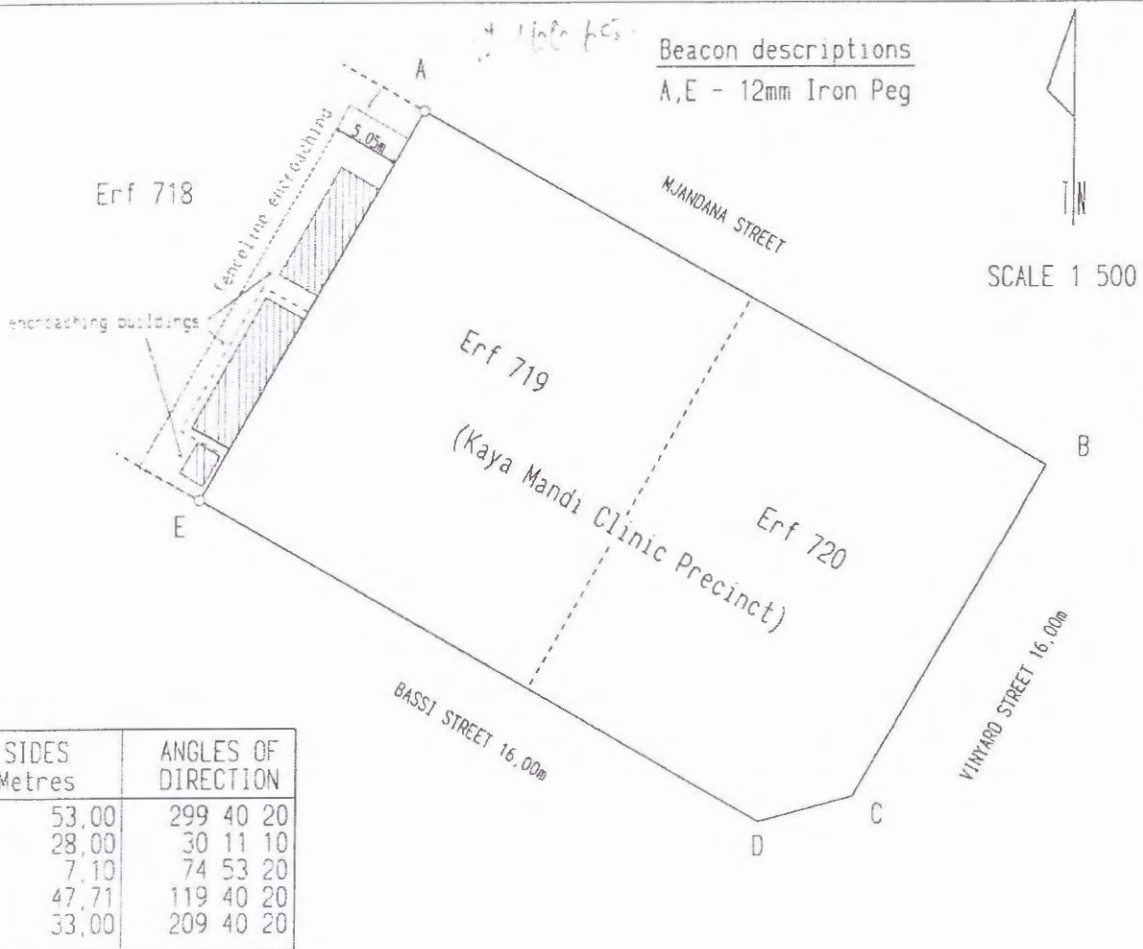 Beacon descriptions
A,E - 12mm Iron Peg
A
5,05m
fenceline encroaching
Erf 718
MJANDANA STREET
TN
SCALE 1 500
encroaching buildings
Erf 719
B
(Kaya Mandi Clinic Precinct)
Erf 720
E
VINYARD STREET 16,00m
BASSI STREET 16,00m
C
D
SIDES Metres
ANGLES OF DIRECTION
53,00 299 40 20
28,00 30 11 10
7,10 74 53 20
47,71 119 40 20
33,00 209 40 20